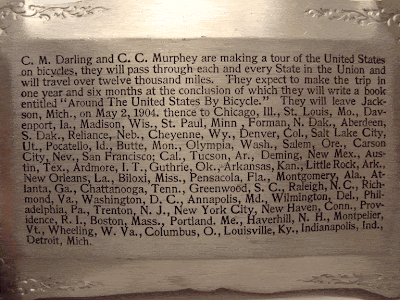 C. M. Darling and C. C. Murphey are making a tour of the United States
on bicycles, they will pass through each and every State in the Union and
will travel over twelve thousand miles. They expect to make the trip in
one year and six months at the conclusion of which they will write a book
entitled "Around The United States By Bicycle." They will leave Jack-
son, Mich., on May 2, 1904. thence to Chicago, Ill., St. Louis, Mo., Dav-
enport, Ia., Madison, Wis., St. Paul, Minn , Forman, N. Dak., Aberdeen,
S. Dak., Reliance, Neb., Cheyenne, Wy., Denver, Col., Salt Lake City,
Ut., Pocatello, Id., Butte, Mon., Olympia, Wash., Salem, Ore., Carson
City, Nev., San Francisco; Cal., Tucson, Ar., Deming, New Mex., Aus-
tin, Tex., Ardmore, I. T., Guthrie, Ok., Arkansas, Kan., Little Rock, Ark.,
New Orleans, La., Biloxi, Miss., Pensacola, Fla., Montgomery, Ala., At-
lanta, Ga., Chattanooga, Tenn., Greenwood, S. C., Raleigh, N. C., Rich-
mond, Va., Washington, D. C., Annapolis, Md., Wilmington, Del., Phil-
adelphia, Pa., Trenton, N. J., New York City, New Haven, Conn., Prov-
idence, R. I., Boston, Mass., Portland, Me., Haverhill, N. H., Montpelier,
Vt., Wheeling, W. Va., Columbus, O., Louisville, Ky., Indianapolis, Ind.,
Detroit, Mich.